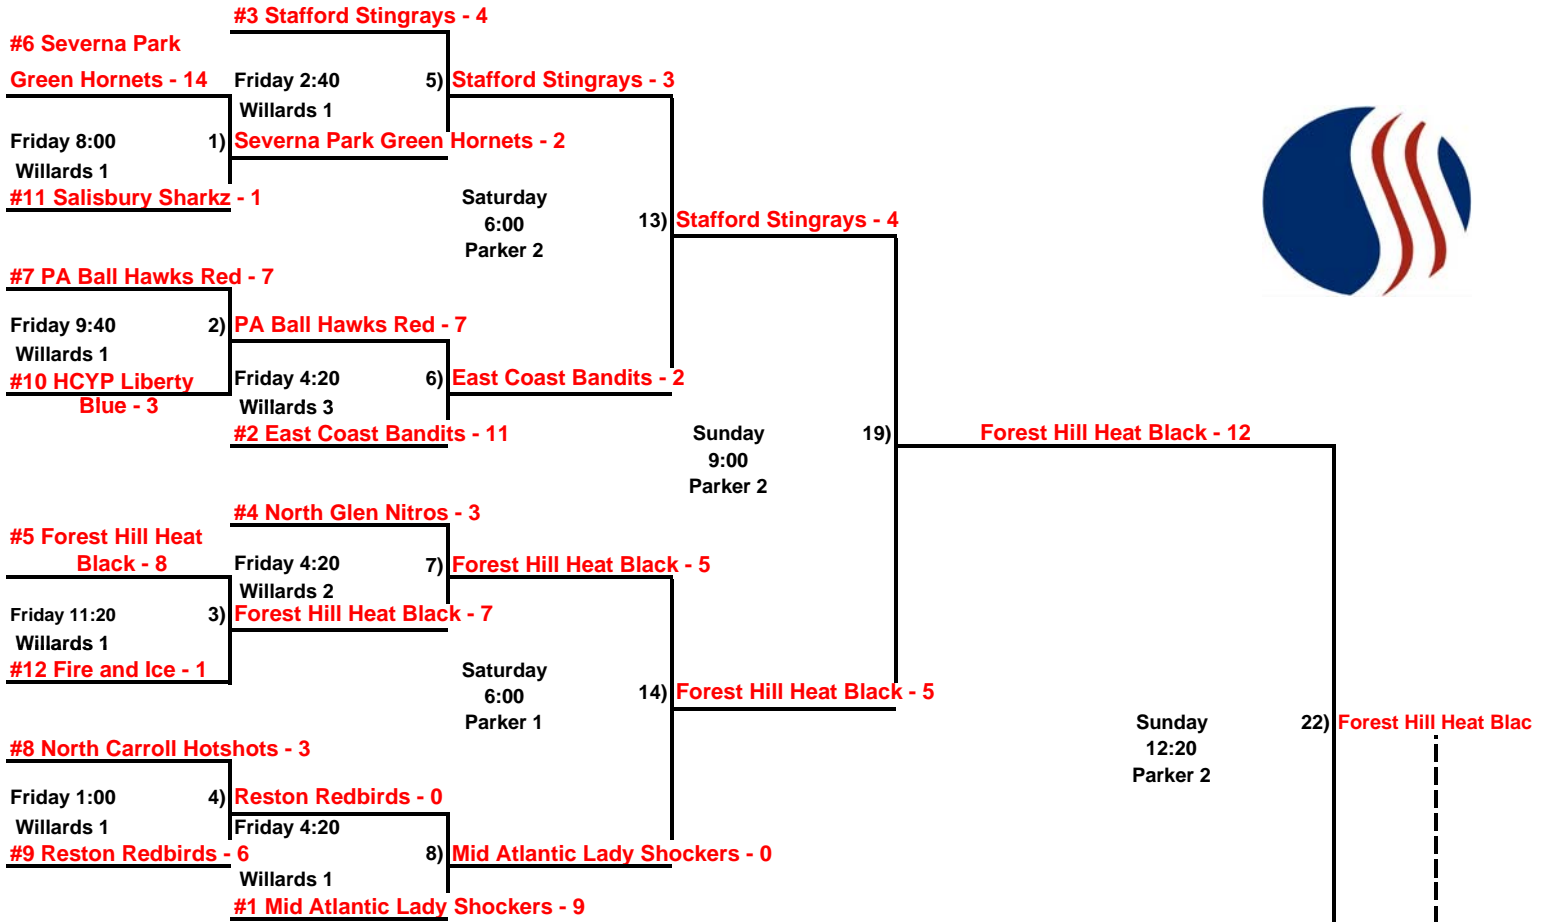 #3 Stafford Stingrays - 4
#6 Severna Park
Green Hornets - 14
Friday 2:40
5)
Stafford Stingrays - 3
Willards 1
Friday 8:00
1)
Severna Park Green Hornets - 2
Willards 1
#11 Salisbury Sharkz - 1
Saturday
6:00
Parker 2
13)
Stafford Stingrays - 4
#7 PA Ball Hawks Red - 7
Friday 9:40
2)
PA Ball Hawks Red - 7
Willards 1
#10 HCYP Liberty
Blue - 3
Friday 4:20
6)
East Coast Bandits - 2
Willards 3
#2 East Coast Bandits - 11
Sunday
9:00
Parker 2
19)
Forest Hill Heat Black - 12
#4 North Glen Nitros - 3
#5 Forest Hill Heat
Black - 8
Friday 4:20
7)
Forest Hill Heat Black - 5
Willards 2
Friday 11:20
3)
Forest Hill Heat Black - 7
Willards 1
#12 Fire and Ice - 1
Saturday
6:00
Parker 1
14)
Forest Hill Heat Black - 5
Sunday
12:20
Parker 2
22)
Forest Hill Heat Blac
#8 North Carroll Hotshots - 3
Friday 1:00
4)
Reston Redbirds - 0
Willards 1
Friday 4:20
#9 Reston Redbirds - 6
8)
Mid Atlantic Lady Shockers - 0
Willards 1
#1 Mid Atlantic Lady Shockers - 9